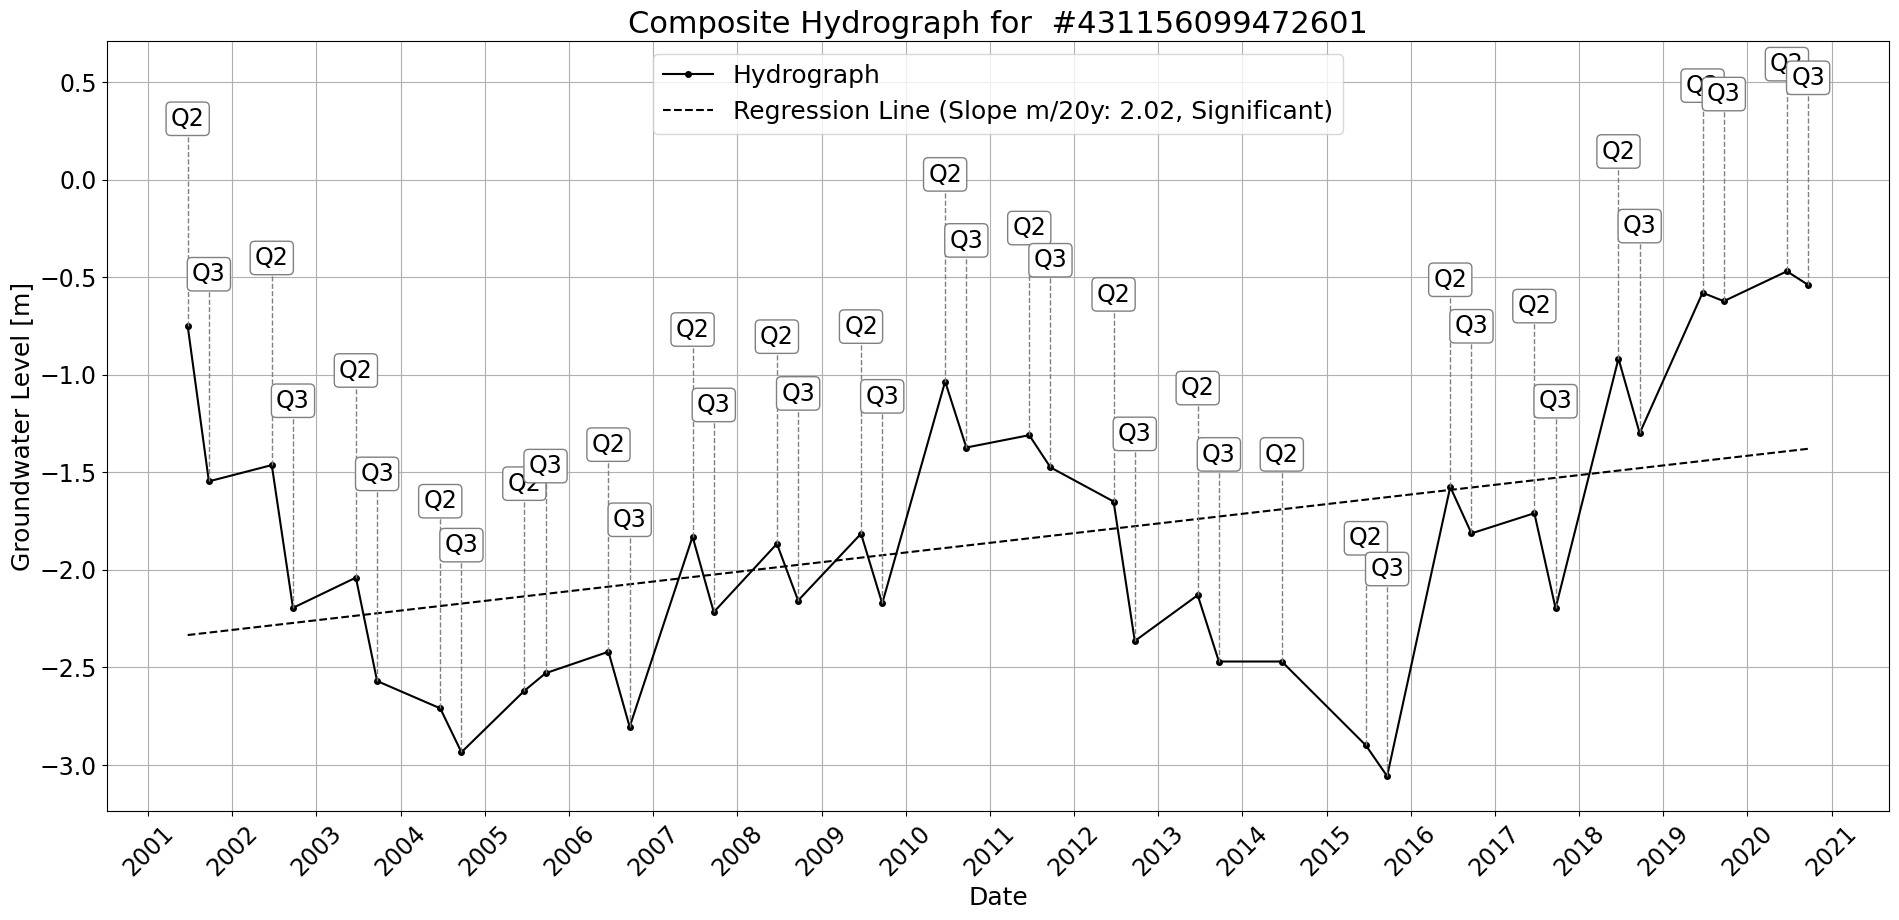 Composite Hydrograph for  #431156099472601
Hydrograph
Regression Line (Slope m/20y: 2.02, Significant)
Groundwater Level [m]
0.5
0.0
−0.5
−1.0
−1.5
−2.0
−2.5
−3.0
Q2
Q3
Q2
Q3
Q2
Q3
Q2
Q3
Q2
Q3
Q2
Q3
Q2
Q3
Q2
Q3
Q2
Q3
Q2
Q3
Q2
Q3
Q2
Q3
Q2
Q3
Q2
Q2
Q3
Q2
Q3
Q2
Q3
Q2
Q3
Q3
Q3
2001
2002
2003
2004
2005
2006
2007
2008
2009
2010
2011
2012
2013
2014
2015
2016
2017
2018
2019
2020
2021
Date